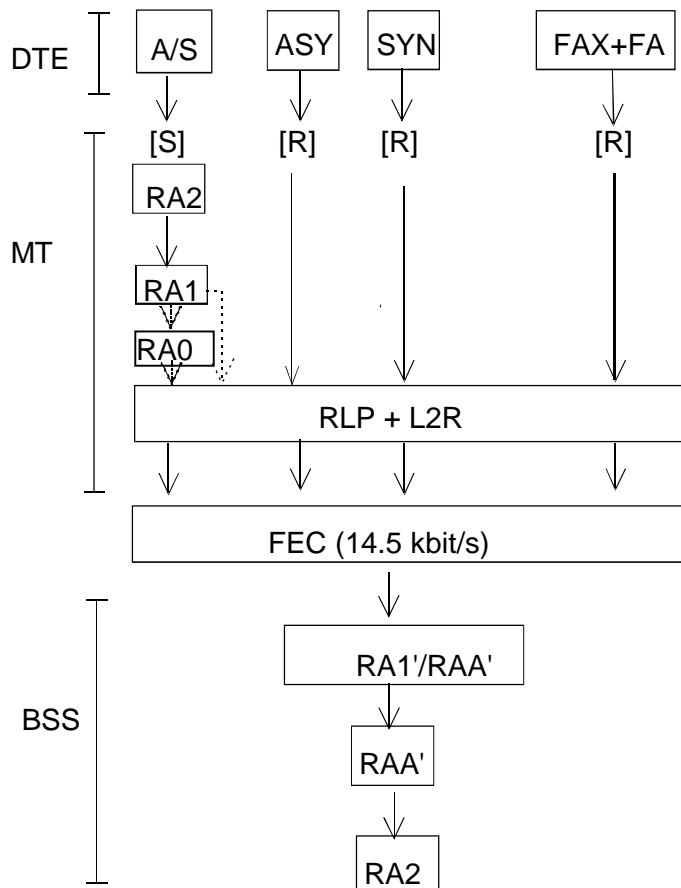 DTE A/S ASY SYN FAX+FA
[S] [R] [R] [R]
RA2
MT
RA1
RA0
RLP + L2R
FEC (14.5 kbit/s)
RA1'/RAA'
BSS
RAA'
RA2